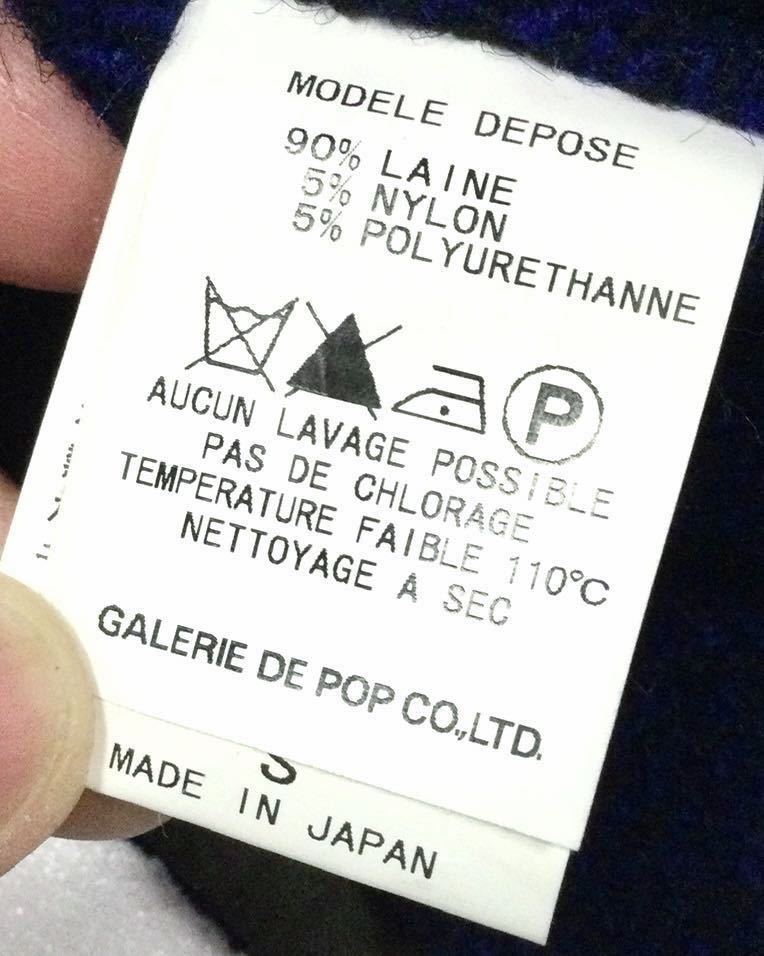 MODELE DEPOSE
90% LAINE
5% NYLON
5% POLYURETHANNE
P
AUCUN LAVAGE POSSIBLE
PAS DE CHLORAGE
TEMPERATURE FAIBLE 110°C
NETTOYAGE A SEC
GALERIE DE POP CO.,LTD.
S
MADE IN JAPAN